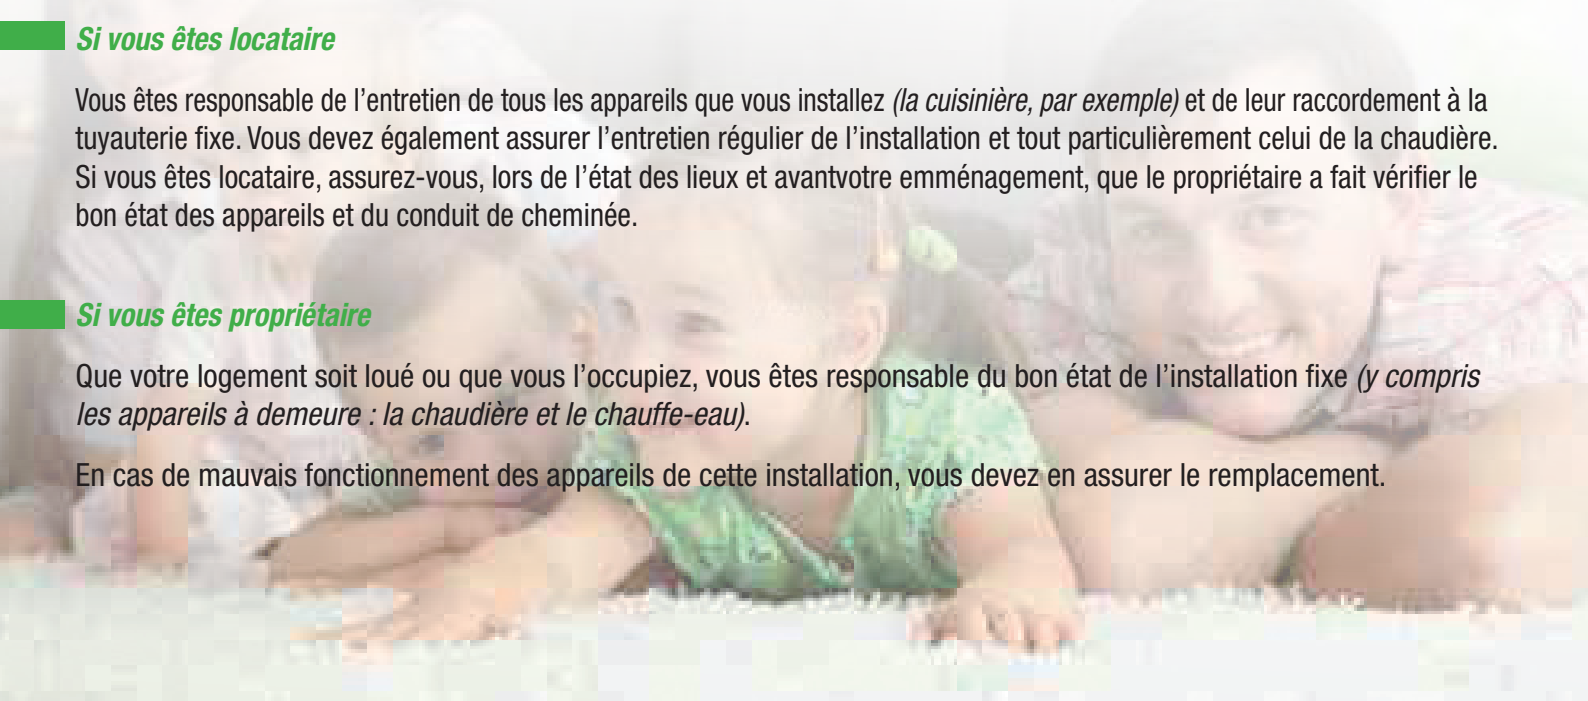 Si vous êtes locataire
Vous êtes responsable de l'entretien de tous les appareils que vous installez (la cuisinière, par exemple) et de leur raccordement à la
tuyauterie fixe. Vous devez également assurer l'entretien régulier de l'installation et tout particulièrement celui de la chaudière.
Si vous êtes locataire, assurez-vous, lors de l'état des lieux et avantvotre emménagement, que le propriétaire a fait vérifier le
bon état des appareils et du conduit de cheminée.
Si vous êtes propriétaire
Que votre logement soit loué ou que vous l'occupiez, vous êtes responsable du bon état de l'installation fixe (y compris
les appareils à demeure : la chaudière et le chauffe-eau).
En cas de mauvais fonctionnement des appareils de cette installation, vous devez en assurer le remplacement.